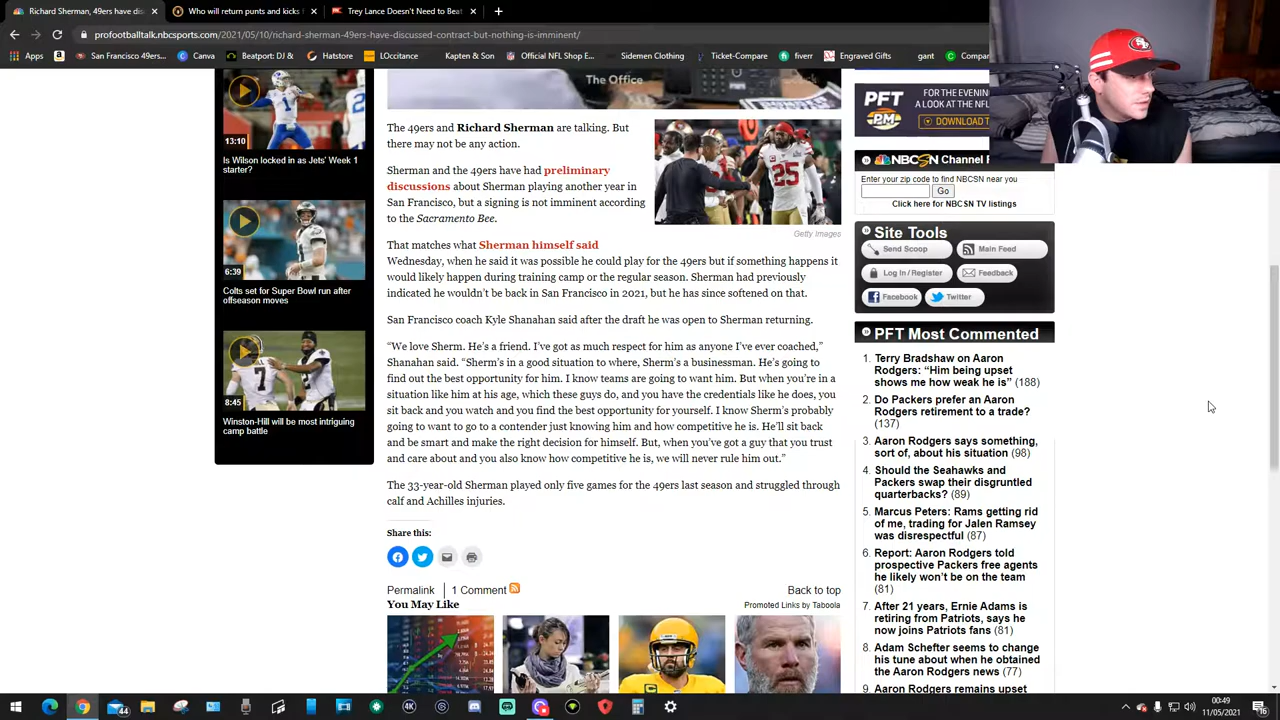 Richard Sherman, 49ers have dis
Who will return punts and kicks f
Trey Lance Doesn't Need to Beat
profootballtalk.nbcsports.com/2021/05/10/richard-sherman-49ers-have-discussed-contract-but-nothing-is-imminent/
Apps San Francisco 49er... Canva Beatport: DJ & Hatstore LOccitance Kapten & Son Official NFL Shop... Sidemen Clothing Ticket-Compare fiverr Engraved Gifts gant Compan
13:10
Is Wilson locked in as Jets' Week 1
starter?
6:39
Colts set for Super Bowl run after
offseason moves
8:45
Winston-Hill will be most intriguing
camp battle
The Office
The 49ers and Richard Sherman are talking. But
there may not be any action.
Sherman and the 49ers have had preliminary
discussions about Sherman playing another year in
San Francisco, but a signing is not imminent according
to the Sacramento Bee.
Getty Images
That matches what Sherman himself said
Wednesday, when he said it was possible he could play for the 49ers but if something happens it
would likely happen during training camp or the regular season. Sherman had previously
indicated he wouldn't be back in San Francisco in 2021, but he has since softened on that.
San Francisco coach Kyle Shanahan said after the draft he was open to Sherman returning.
“We love Sherm. He's a friend. I've got as much respect for him as anyone I've ever coached,”
Shanahan said. “Sherm's in a good situation to where, Sherm's a businessman. He's going to
find out the best opportunity for him. I know teams are going to want him. But when you're in a
situation like him at his age, which these guys do, and you have the credentials like he does, you
sit back and you watch and you find the best opportunity for yourself. I know Sherm's probably
going to want to go to a contender just knowing him and how competitive he is. He'll sit back
and be smart and make the right decision for himself. But, when you've got a guy that you trust
and care about and you also know how competitive he is, we will never rule him out.”
The 33-year-old Sherman played only five games for the 49ers last season and struggled through
calf and Achilles injuries.
Share this:
Permalink 1 Comment Back to top
You May Like
Promoted Links by Taboola
PFT
PM
FOR THE EVENIN
A LOOK AT THE NFL
DOWNLOAD T
NBCSN Channel F
Enter your zip code to find NBCSN near you
Go
Click here for NBCSN TV listings
Site Tools
Send Scoop Main Feed
Log In / Register Feedback
Facebook Twitter
PFT Most Commented
1. Terry Bradshaw on Aaron
Rodgers: “Him being upset
shows me how weak he is” (188)
2. Do Packers prefer an Aaron
Rodgers retirement to a trade?
(137)
3. Aaron Rodgers says something,
sort of, about his situation (98)
4. Should the Seahawks and
Packers swap their disgruntled
quarterbacks? (89)
5. Marcus Peters: Rams getting rid
of me, trading for Jalen Ramsey
was disrespectful (87)
6. Report: Aaron Rodgers told
prospective Packers free agents
he likely won't be on the team
(81)
7. After 21 years, Ernie Adams is
retiring from Patriots, says he
now joins Patriots fans (81)
8. Adam Schefter seems to change
his tune about when he obtained
the Aaron Rodgers news (77)
9. Aaron Rodgers remains upset
25
44
4K
00:49
11/05/2021
16